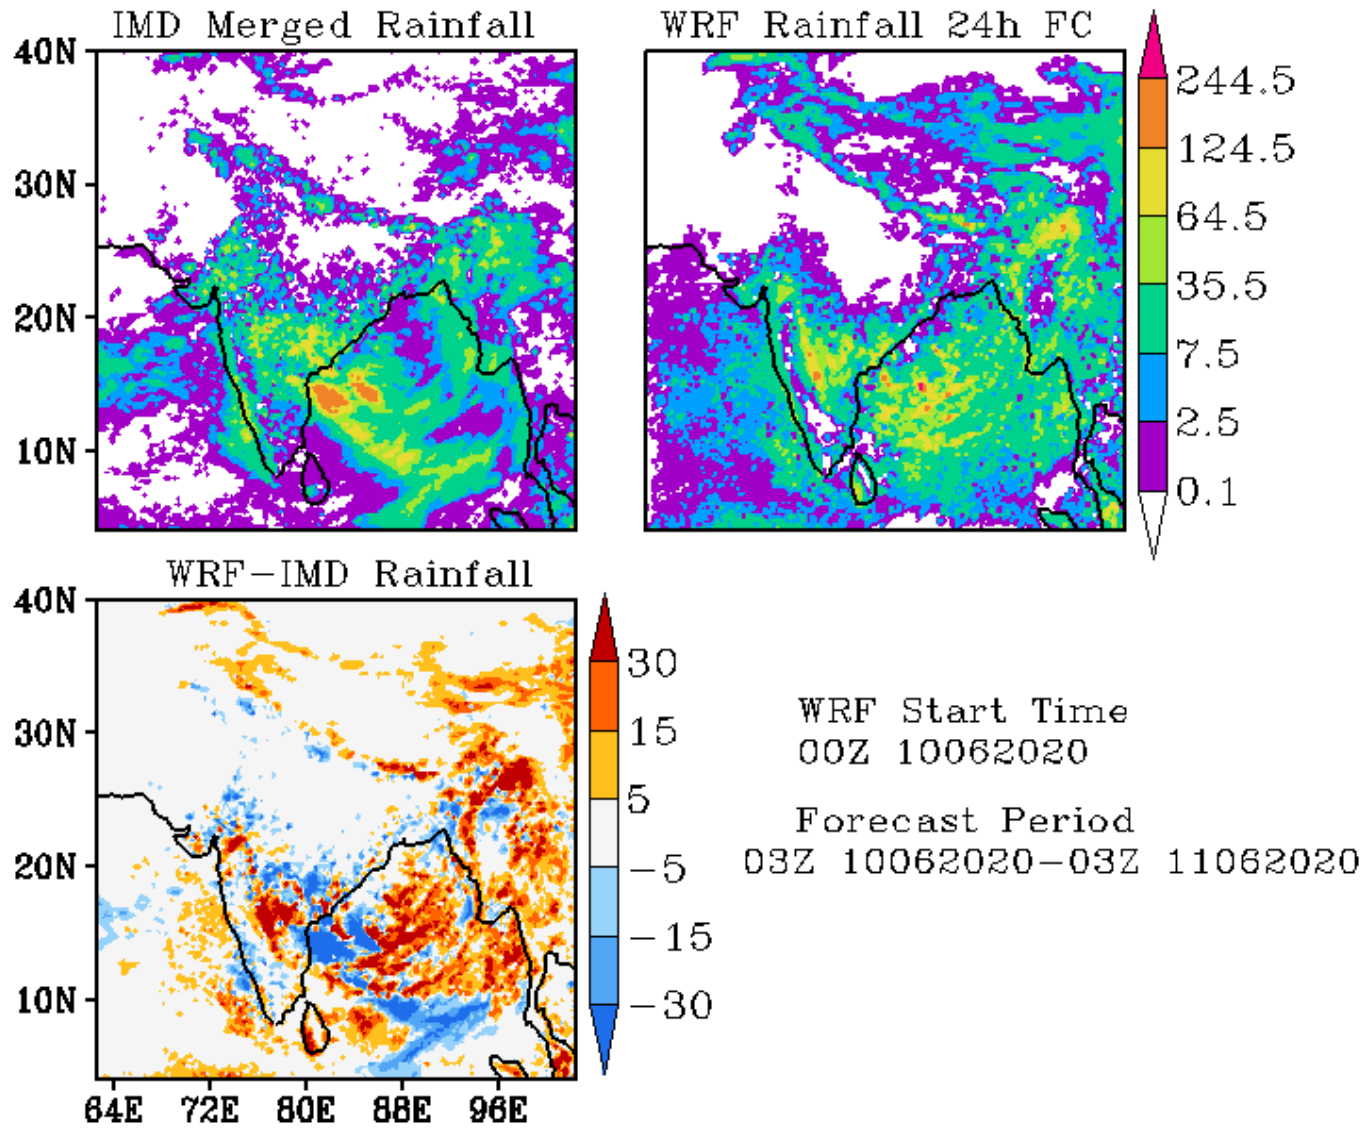 IMD Merged Rainfall
WRF Rainfall 24h FC
40N
30N
20N
10N
244.5
124.5
64.5
35.5
7.5
2.5
0.1
WRF-IMD Rainfall
40N
30N
20N
10N
64E 72E 80E 88E 96E
30
15
5
-5
-15
-30
WRF Start Time
00Z 10062020
Forecast Period
03Z 10062020-03Z 11062020